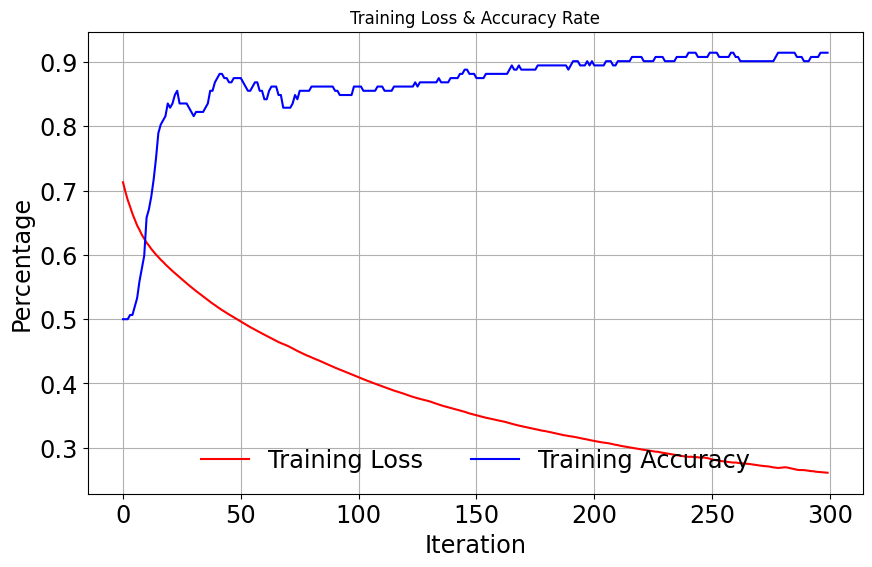 Training Loss & Accuracy Rate
Percentage
0.9
0.8
0.7
0.6
0.5
0.4
0.3
Training Loss Training Accuracy
0 50 100 150 200 250 300
Iteration